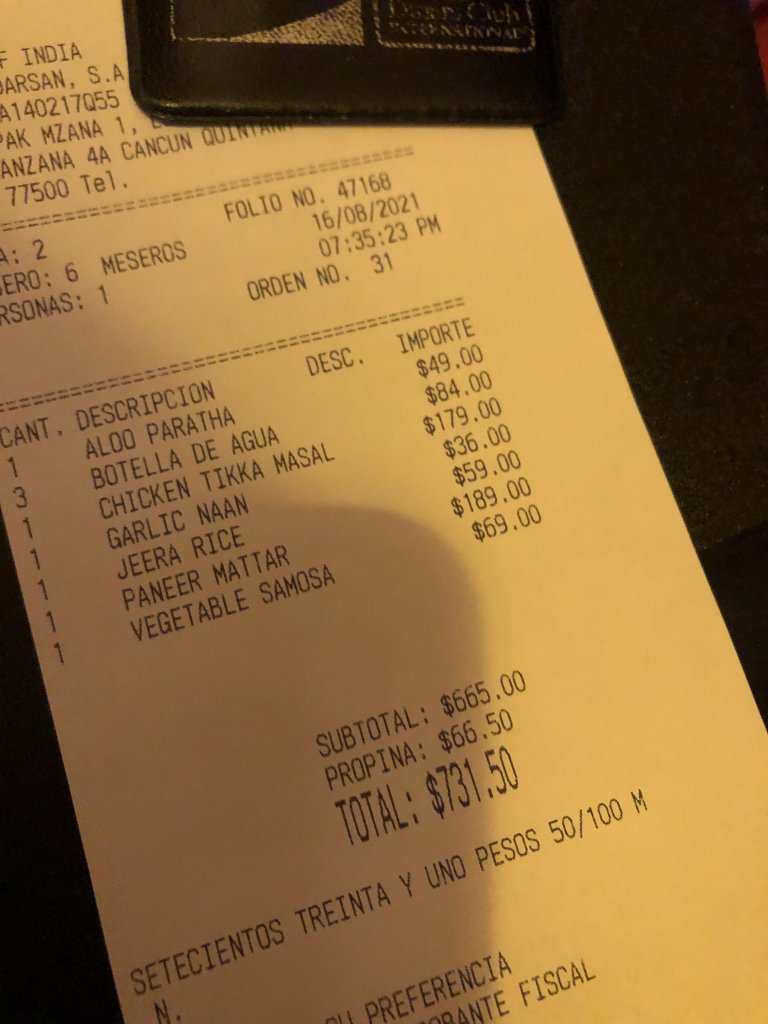 Club
INTERNATIONAL
F INDIA
DARSAN, S.A
A140217Q55
PAK MZANA 1,
ANZANA 4A CANCUN QUINTANA
77500 Tel.
FOLIO NO. 47168
A: 2 16/08/2021
SERO: 6 MESEROS 07:35:23 PM
RSONAS: 1 ORDEN NO. 31
CANT. DESCRIPCION DESC. IMPORTE
1 ALOO PARATHA $49.00
3 BOTELLA DE AGUA $84.00
1 CHICKEN TIKKA MASAL $179.00
1 GARLIC NAAN $36.00
1 JEERA RICE $59.00
1 PANEER MATTAR $189.00
1 VEGETABLE SAMOSA $69.00
SUBTOTAL: $665.00
PROPINA: $66.50
TOTAL: $731.50
SETECIENTOS TREINTA Y UNO PESOS 50/100 M
N.
SU PREFERENCIA
OBANTE FISCAL